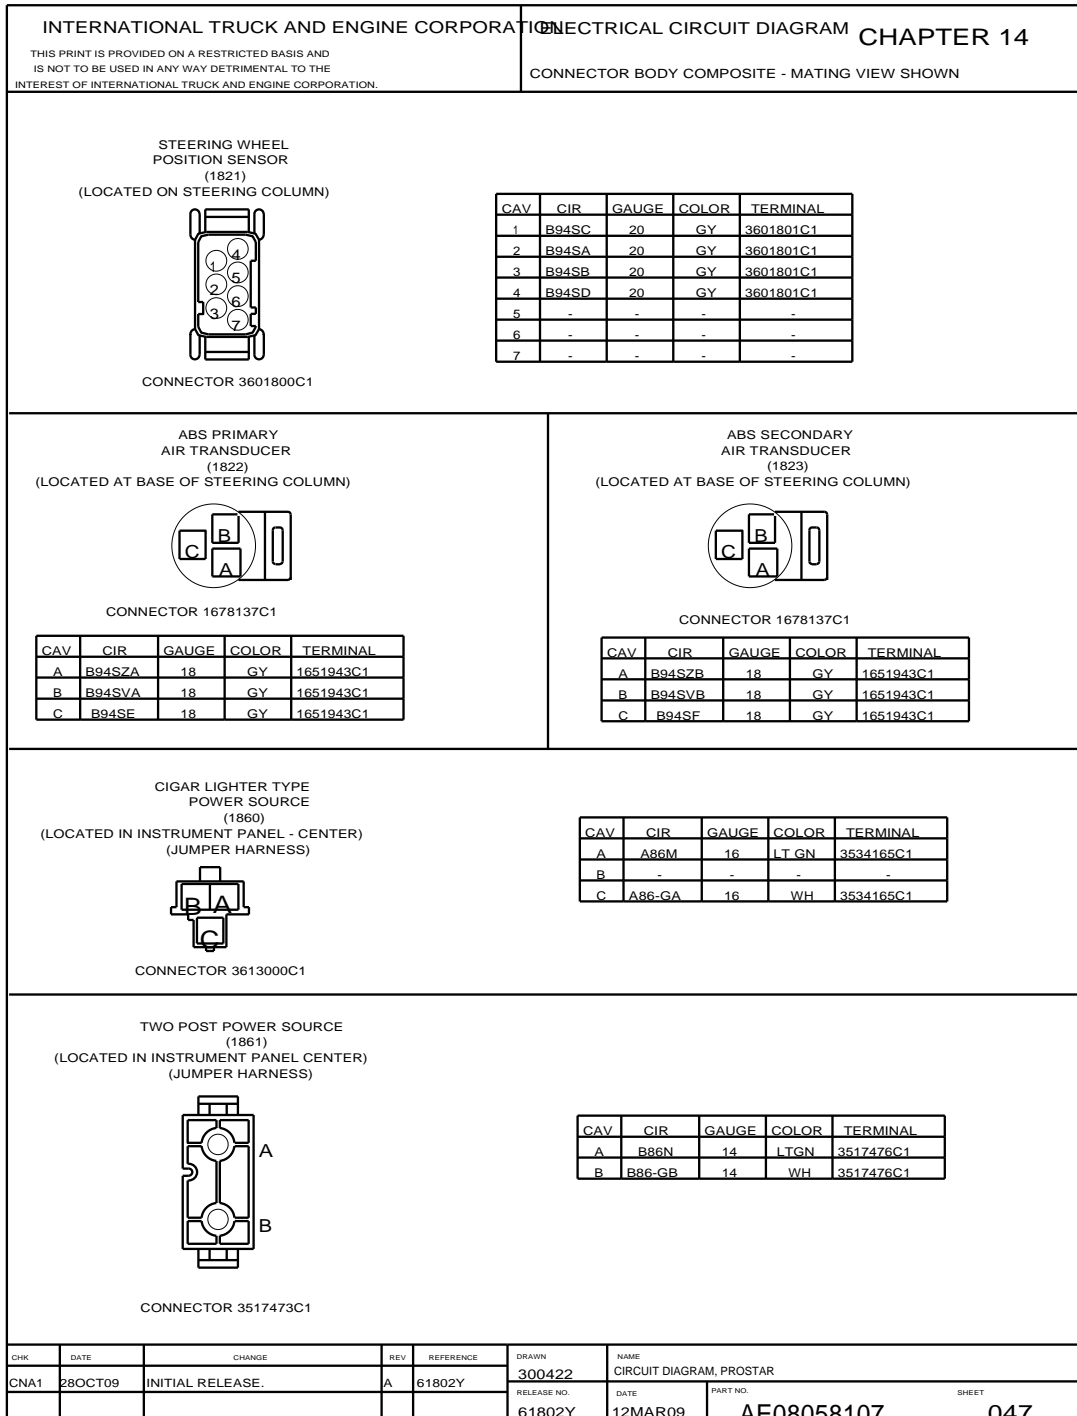 INTERNATIONAL TRUCK AND ENGINE CORPORATION
THIS PRINT IS PROVIDED ON A RESTRICTED BASIS AND
IS NOT TO BE USED IN ANY WAY DETRIMENTAL TO THE
INTEREST OF INTERNATIONAL TRUCK AND ENGINE CORPORATION.
ELECTRICAL CIRCUIT DIAGRAM CHAPTER 14
CONNECTOR BODY COMPOSITE - MATING VIEW SHOWN
STEERING WHEEL
POSITION SENSOR
(1821)
(LOCATED ON STEERING COLUMN)
4
1
5
2
6
3
7
CONNECTOR 3601800C1
CAV CIR GAUGE COLOR TERMINAL
1 B94SC 20 GY 3601801C1
2 B94SA 20 GY 3601801C1
3 B94SB 20 GY 3601801C1
4 B94SD 20 GY 3601801C1
5 - - - -
6 - - - -
7 - - - -
ABS PRIMARY
AIR TRANSDUCER
(1822)
(LOCATED AT BASE OF STEERING COLUMN)
B
C
A
CONNECTOR 1678137C1
CAV CIR GAUGE COLOR TERMINAL
A B94SZA 18 GY 1651943C1
B B94SVA 18 GY 1651943C1
C B94SE 18 GY 1651943C1
ABS SECONDARY
AIR TRANSDUCER
(1823)
(LOCATED AT BASE OF STEERING COLUMN)
B
C
A
CONNECTOR 1678137C1
CAV CIR GAUGE COLOR TERMINAL
A B94SZB 18 GY 1651943C1
B B94SVB 18 GY 1651943C1
C B94SF 18 GY 1651943C1
CIGAR LIGHTER TYPE
POWER SOURCE
(1860)
(LOCATED IN INSTRUMENT PANEL - CENTER)
(JUMPER HARNESS)
B A
C
CONNECTOR 3613000C1
CAV CIR GAUGE COLOR TERMINAL
A A86M 16 LT GN 3534165C1
B - - - -
C A86-GA 16 WH 3534165C1
TWO POST POWER SOURCE
(1861)
(LOCATED IN INSTRUMENT PANEL CENTER)
(JUMPER HARNESS)
A
B
CONNECTOR 3517473C1
CAV CIR GAUGE COLOR TERMINAL
A B86N 14 LTGN 3517476C1
B B86-GB 14 WH 3517476C1
CHK DATE CHANGE REV REFERENCE
CNA1 28OCT09 INITIAL RELEASE. A 61802Y
DRAWN
300422
NAME
CIRCUIT DIAGRAM, PROSTAR
RELEASE NO.
61802Y
DATE
12MAR09
PART NO.
AE08058107
SHEET
047